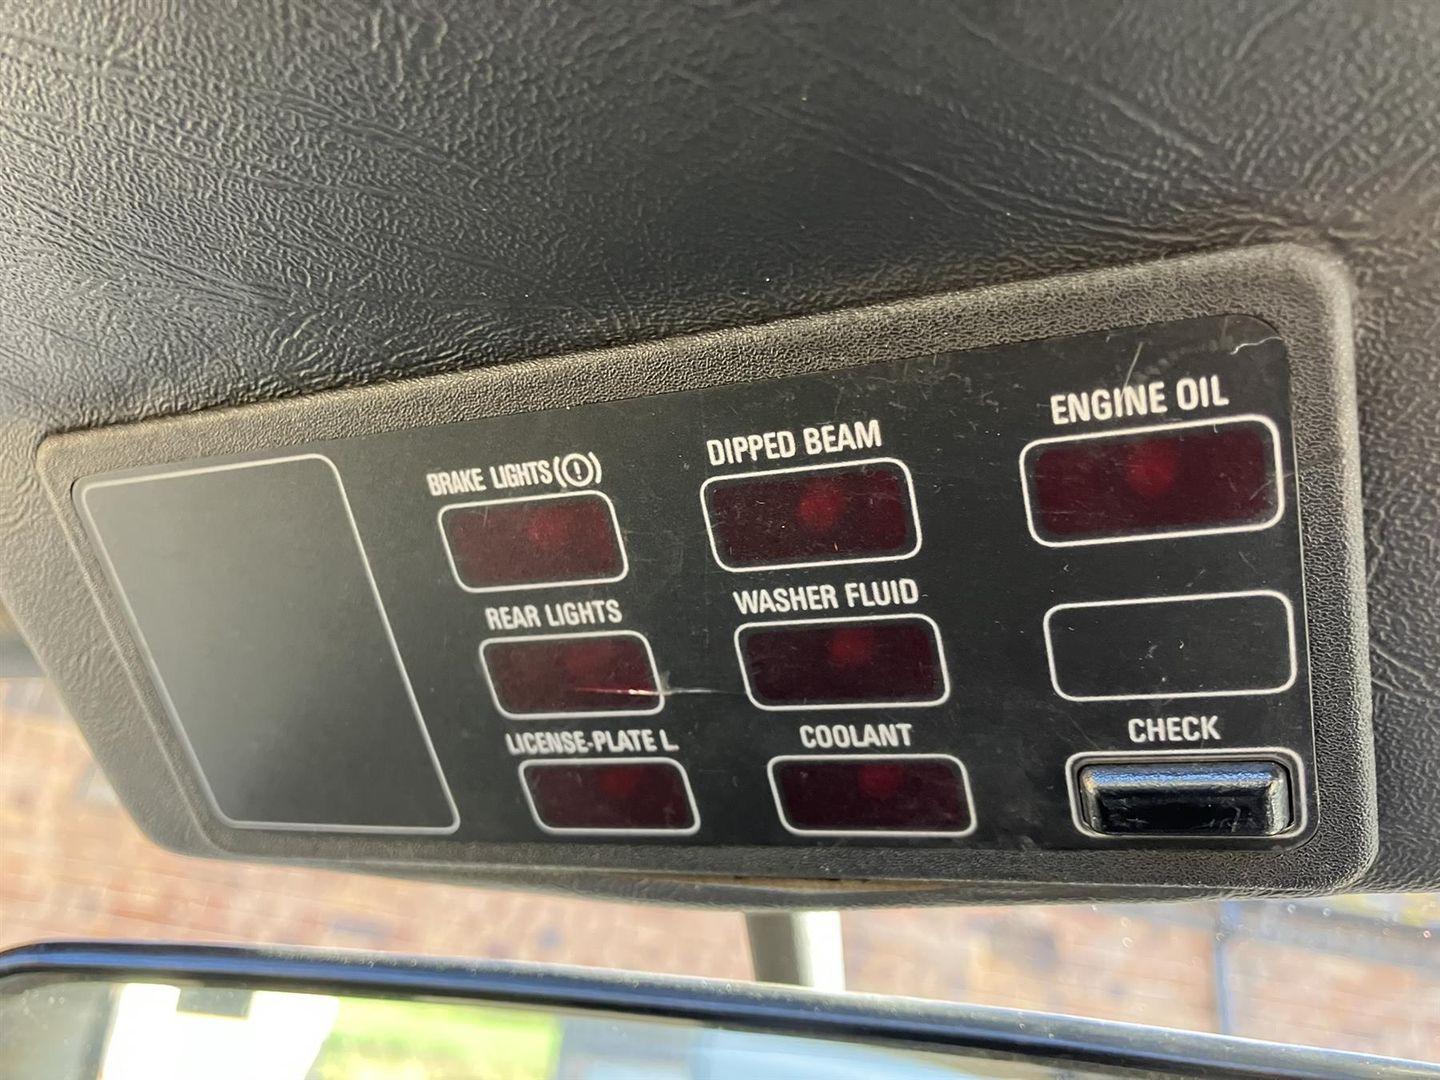 BRAKE LIGHTS(!)
DIPPED BEAM
ENGINE OIL
REAR LIGHTS
WASHER FLUID
LICENSE-PLATE L.
COOLANT
CHECK